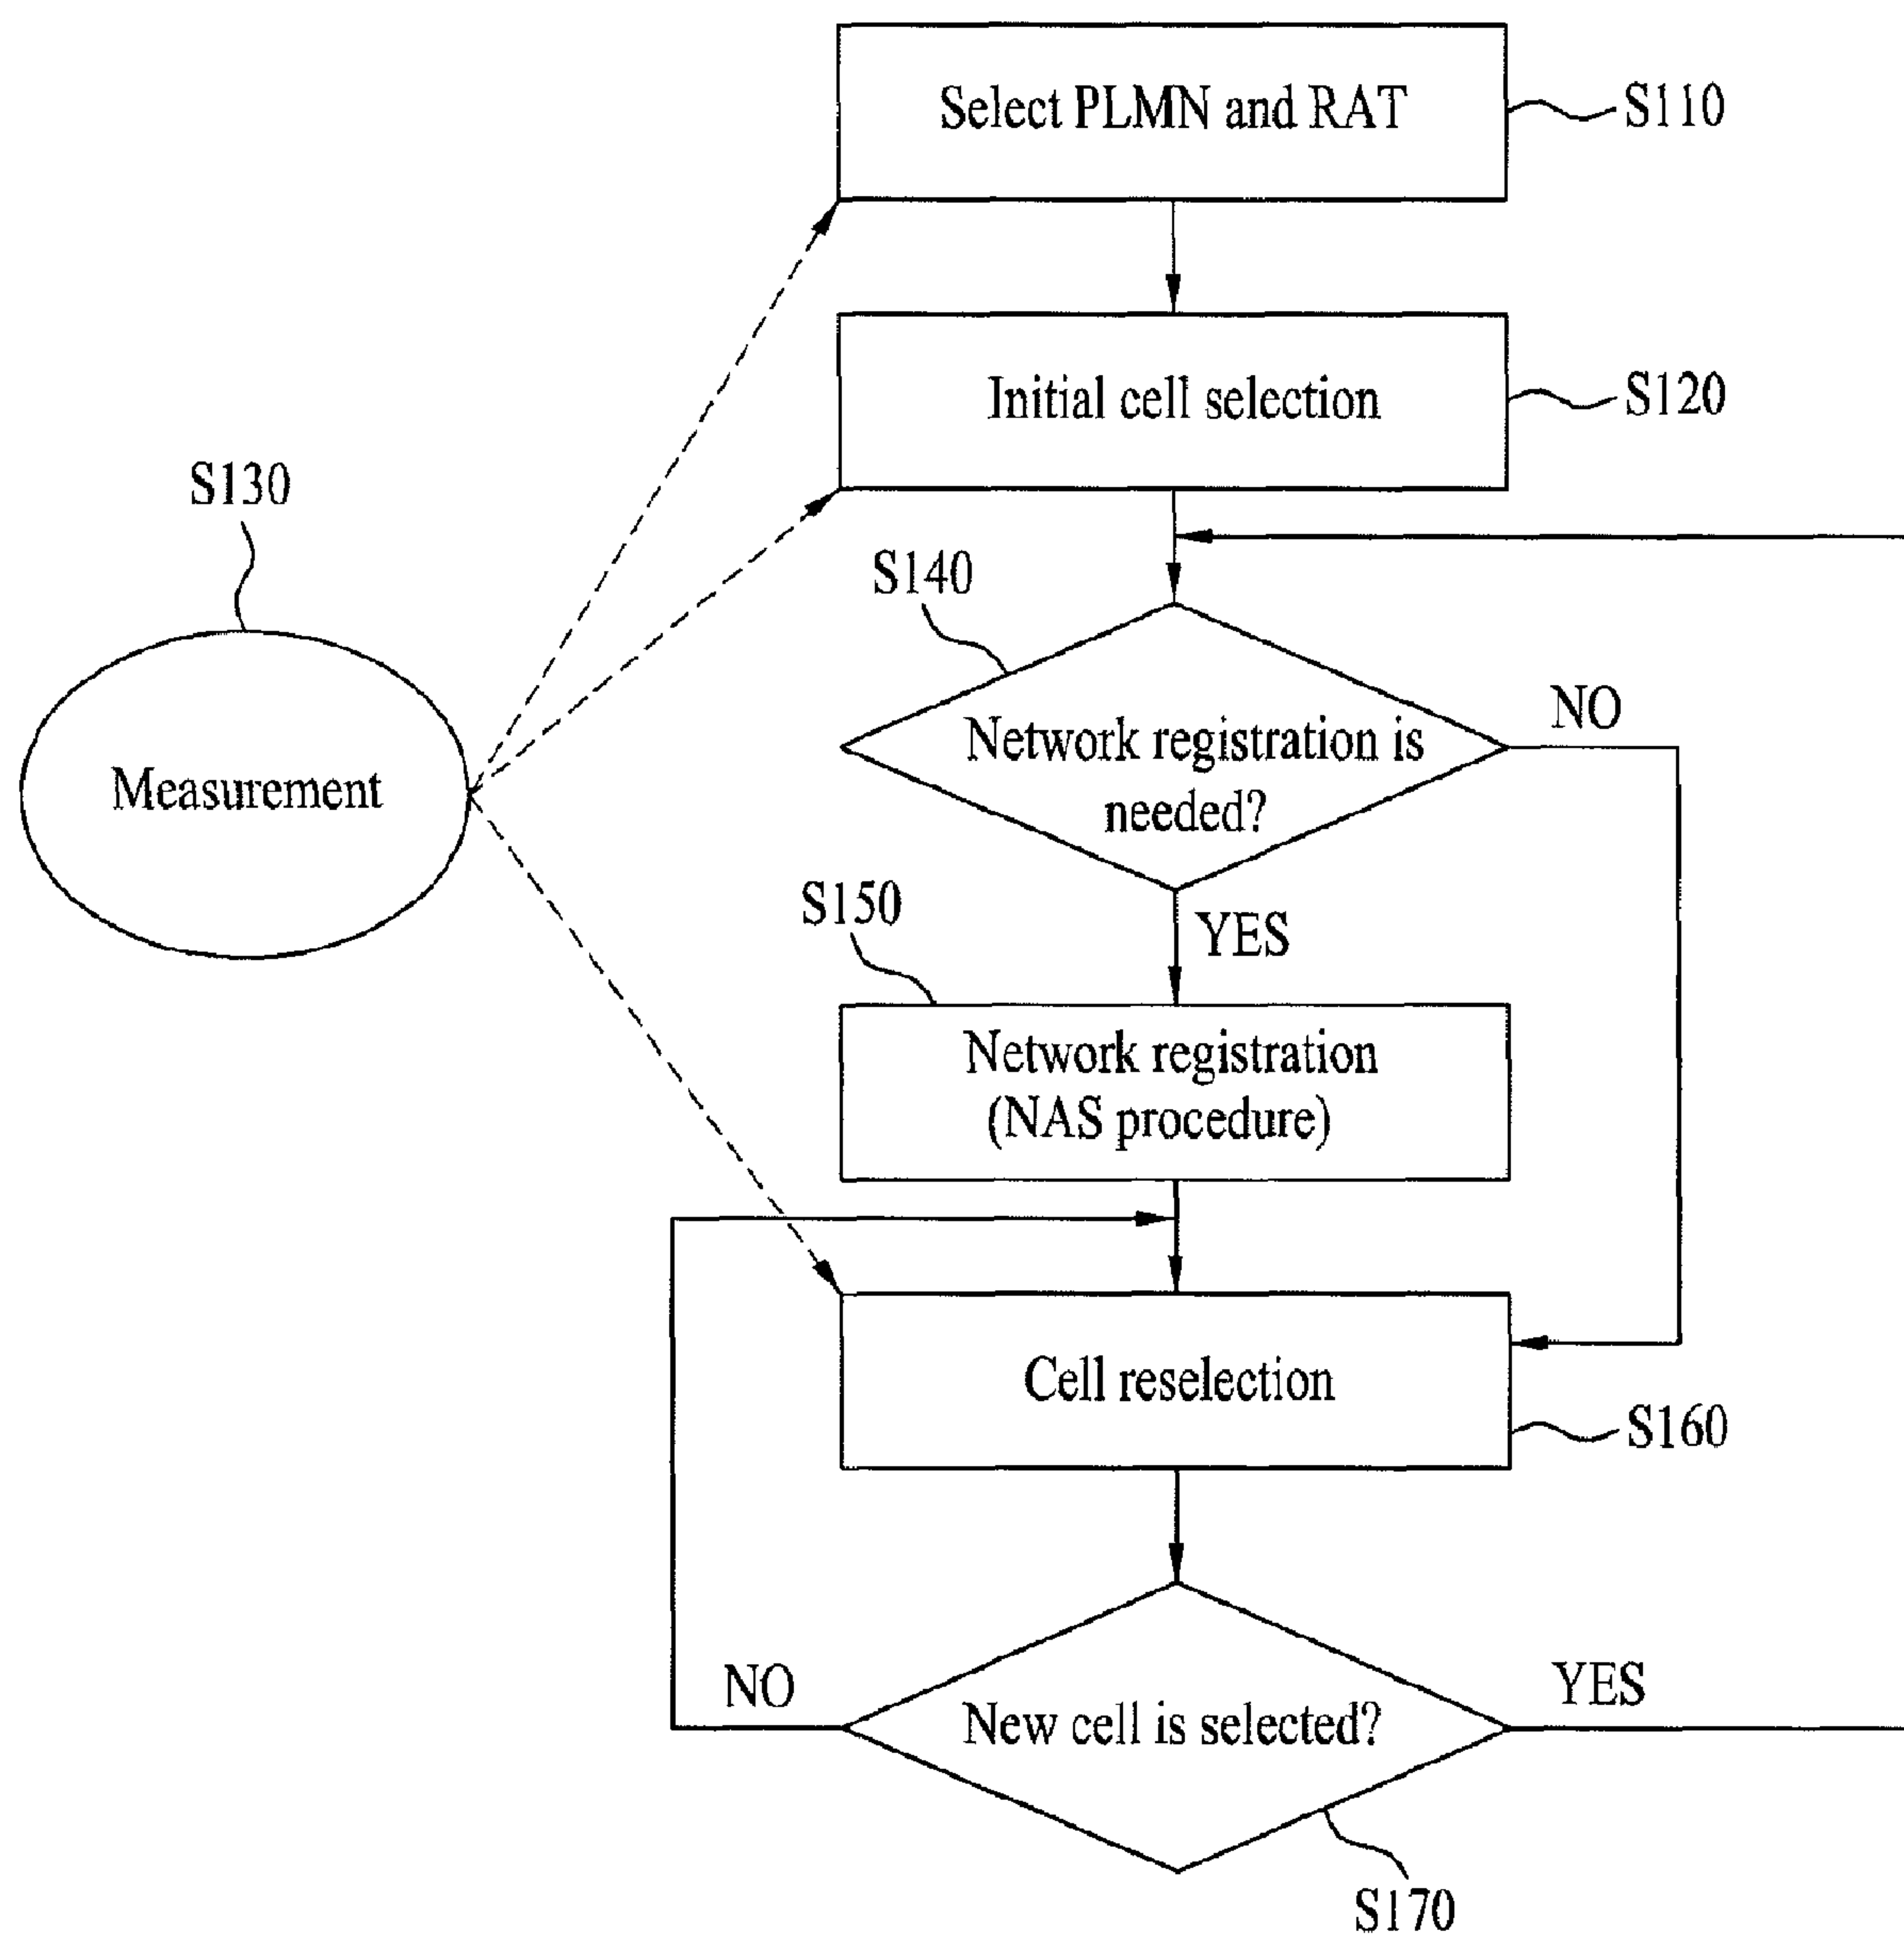 Select PLMN and RAT
S110
Initial cell selection
S120
S130
Measurement
S140
Network registration is
needed?
NO
YES
S150
Network registration
(NAS procedure)
Cell reselection
S160
New cell is selected?
NO
YES
S170